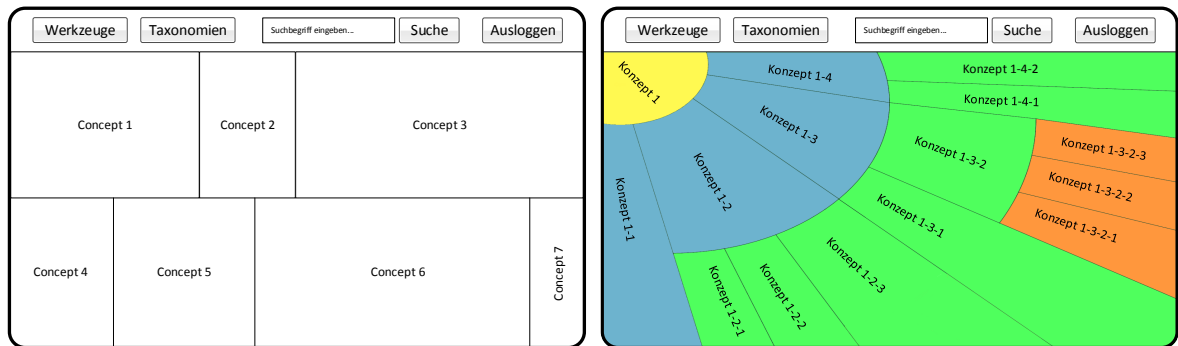 Werkzeuge Taxonomien Suchbegriff eingeben... Suche Ausloggen
Concept 1 Concept 2 Concept 3
Concept 4 Concept 5 Concept 6 Concept 7
Werkzeuge Taxonomien Suchbegriff eingeben... Suche Ausloggen
Konzept 1
Konzept 1-4
Konzept 1-3
Konzept 1-2
Konzept 1-1
Konzept 1-4-2
Konzept 1-4-1
Konzept 1-3-2
Konzept 1-3-1
Konzept 1-2-3
Konzept 1-2-2
Konzept 1-2-1
Konzept 1-3-2-3
Konzept 1-3-2-2
Konzept 1-3-2-1